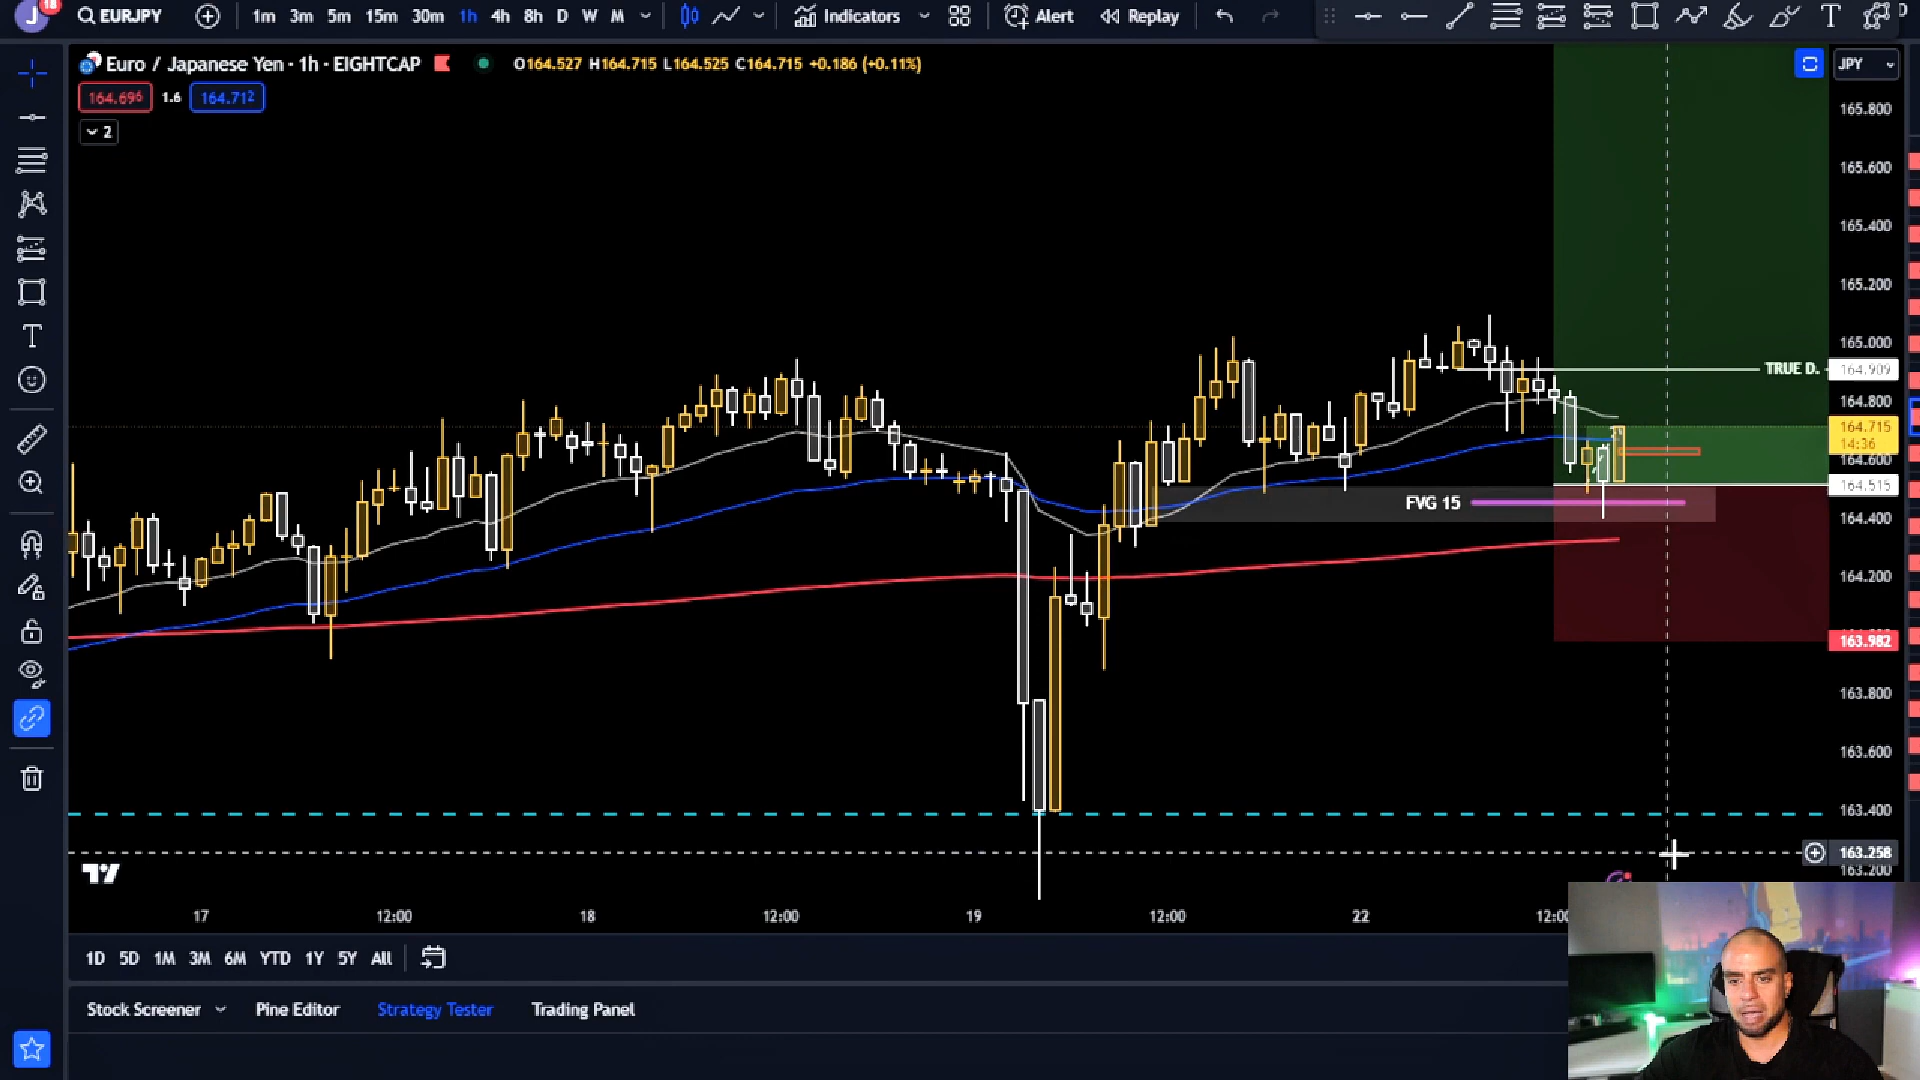 J 18 EURJPY 1m 3m 5m 15m 30m 1h 4h 8h D W M Indicators Alert Replay T
Euro / Japanese Yen · 1h · EIGHTCAP O164.527 H164.715 L164.525 C164.715 +0.186 (+0.11%) JPY
164.696 1.6 164.712
2
165.800
165.600
165.400
165.200
165.000
TRUE D. 164.909
164.800
164.715
14:36
164.600
164.515
FVG 15
164.400
164.200
163.982
163.800
163.600
163.400
163.258
163.200
17 12:00 18 12:00 19 12:00 22 12:00
1D 5D 1M 3M 6M YTD 1Y 5Y All
Stock Screener Pine Editor Strategy Tester Trading Panel